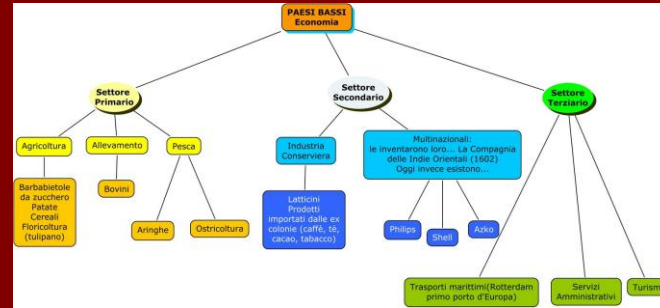 PAESI BASSI
Economia
Settore
Primario
Settore
Secondario
Settore
Terziario
Agricoltura
Allevamento
Pesca
Industria
Conserviera
Multinazionali:
le inventarono loro... La Compagnia
delle Indie Orientali (1602)
Oggi invece esistono...
Barbabietole
da zucchero
Patate
Cereali
Floricoltura
(tulipano)
Bovini
Aringhe
Ostricoltura
Latticini
Prodotti
importati dalle ex
colonie (caffè, tè,
cacao, tabacco)
Philips
Shell
Azko
Trasporti marittimi(Rotterdam
primo porto d'Europa)
Servizi
Amministrativi
Turism